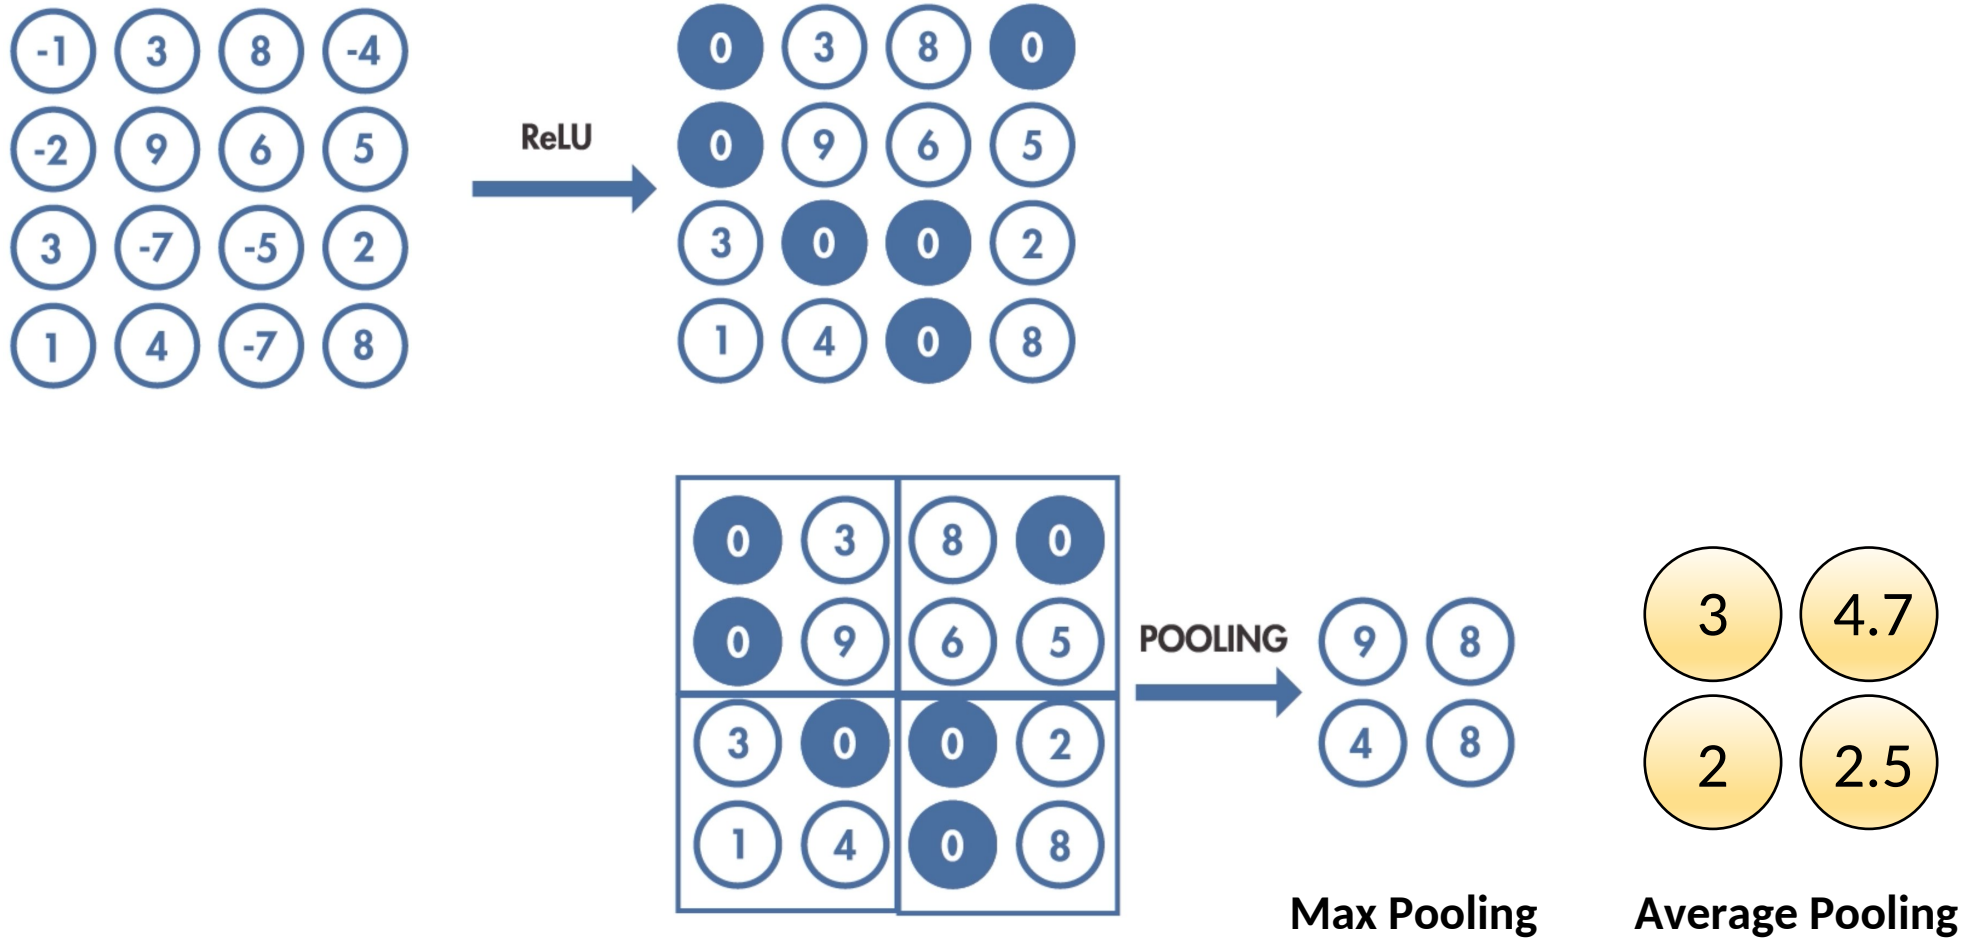 -1 3 8 -4
-2 9 6 5
3 -7 -5 2
1 4 -7 8
ReLU
0 3 8 0
0 9 6 5
3 0 0 2
1 4 0 8
0 3 8 0
0 9 6 5
3 0 0 2
1 4 0 8
POOLING
9 8
4 8
Max Pooling
3 4.7
2 2.5
Average Pooling